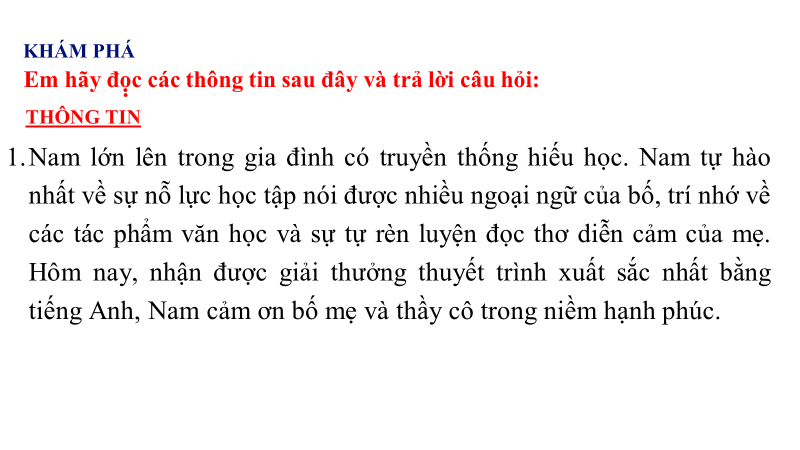 KHÁM PHÁ
Em hãy đọc các thông tin sau đây và trả lời câu hỏi:
THÔNG TIN
1. Nam lớn lên trong gia đình có truyền thống hiếu học. Nam tự hào
nhất về sự nỗ lực học tập nói được nhiều ngoại ngữ của bố, trí nhớ về
các tác phẩm văn học và sự tự rèn luyện đọc thơ diễn cảm của mẹ.
Hôm nay, nhận được giải thưởng thuyết trình xuất sắc nhất bằng
tiếng Anh, Nam cảm ơn bố mẹ và thầy cô trong niềm hạnh phúc.